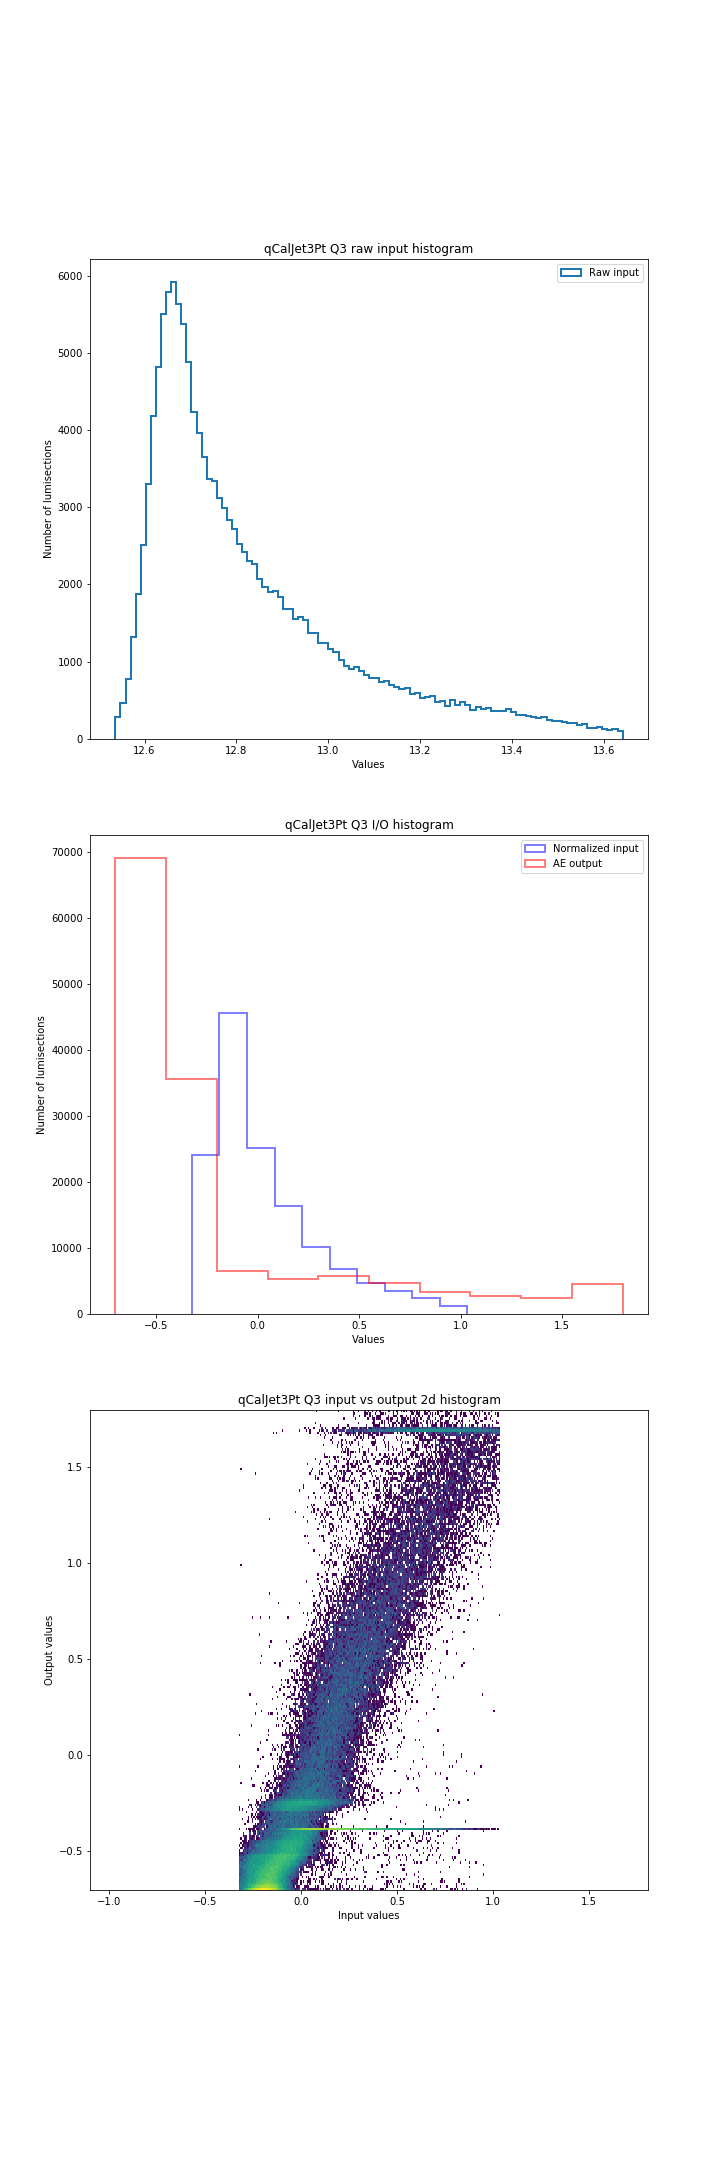 qCalJet3Pt Q3 raw input histogram
Raw input
6000
5000
4000
3000
2000
1000
0
Number of lumisections
12.6 12.8 13.0 13.2 13.4 13.6
Values
qCalJet3Pt Q3 I/O histogram
Normalized input
AE output
70000
60000
50000
40000
30000
20000
10000
0
Number of lumisections
−0.5 0.0 0.5 1.0 1.5
Values
qCalJet3Pt Q3 input vs output 2d histogram
1.5
1.0
0.5
0.0
−0.5
Output values
−1.0 −0.5 0.0 0.5 1.0 1.5
Input values